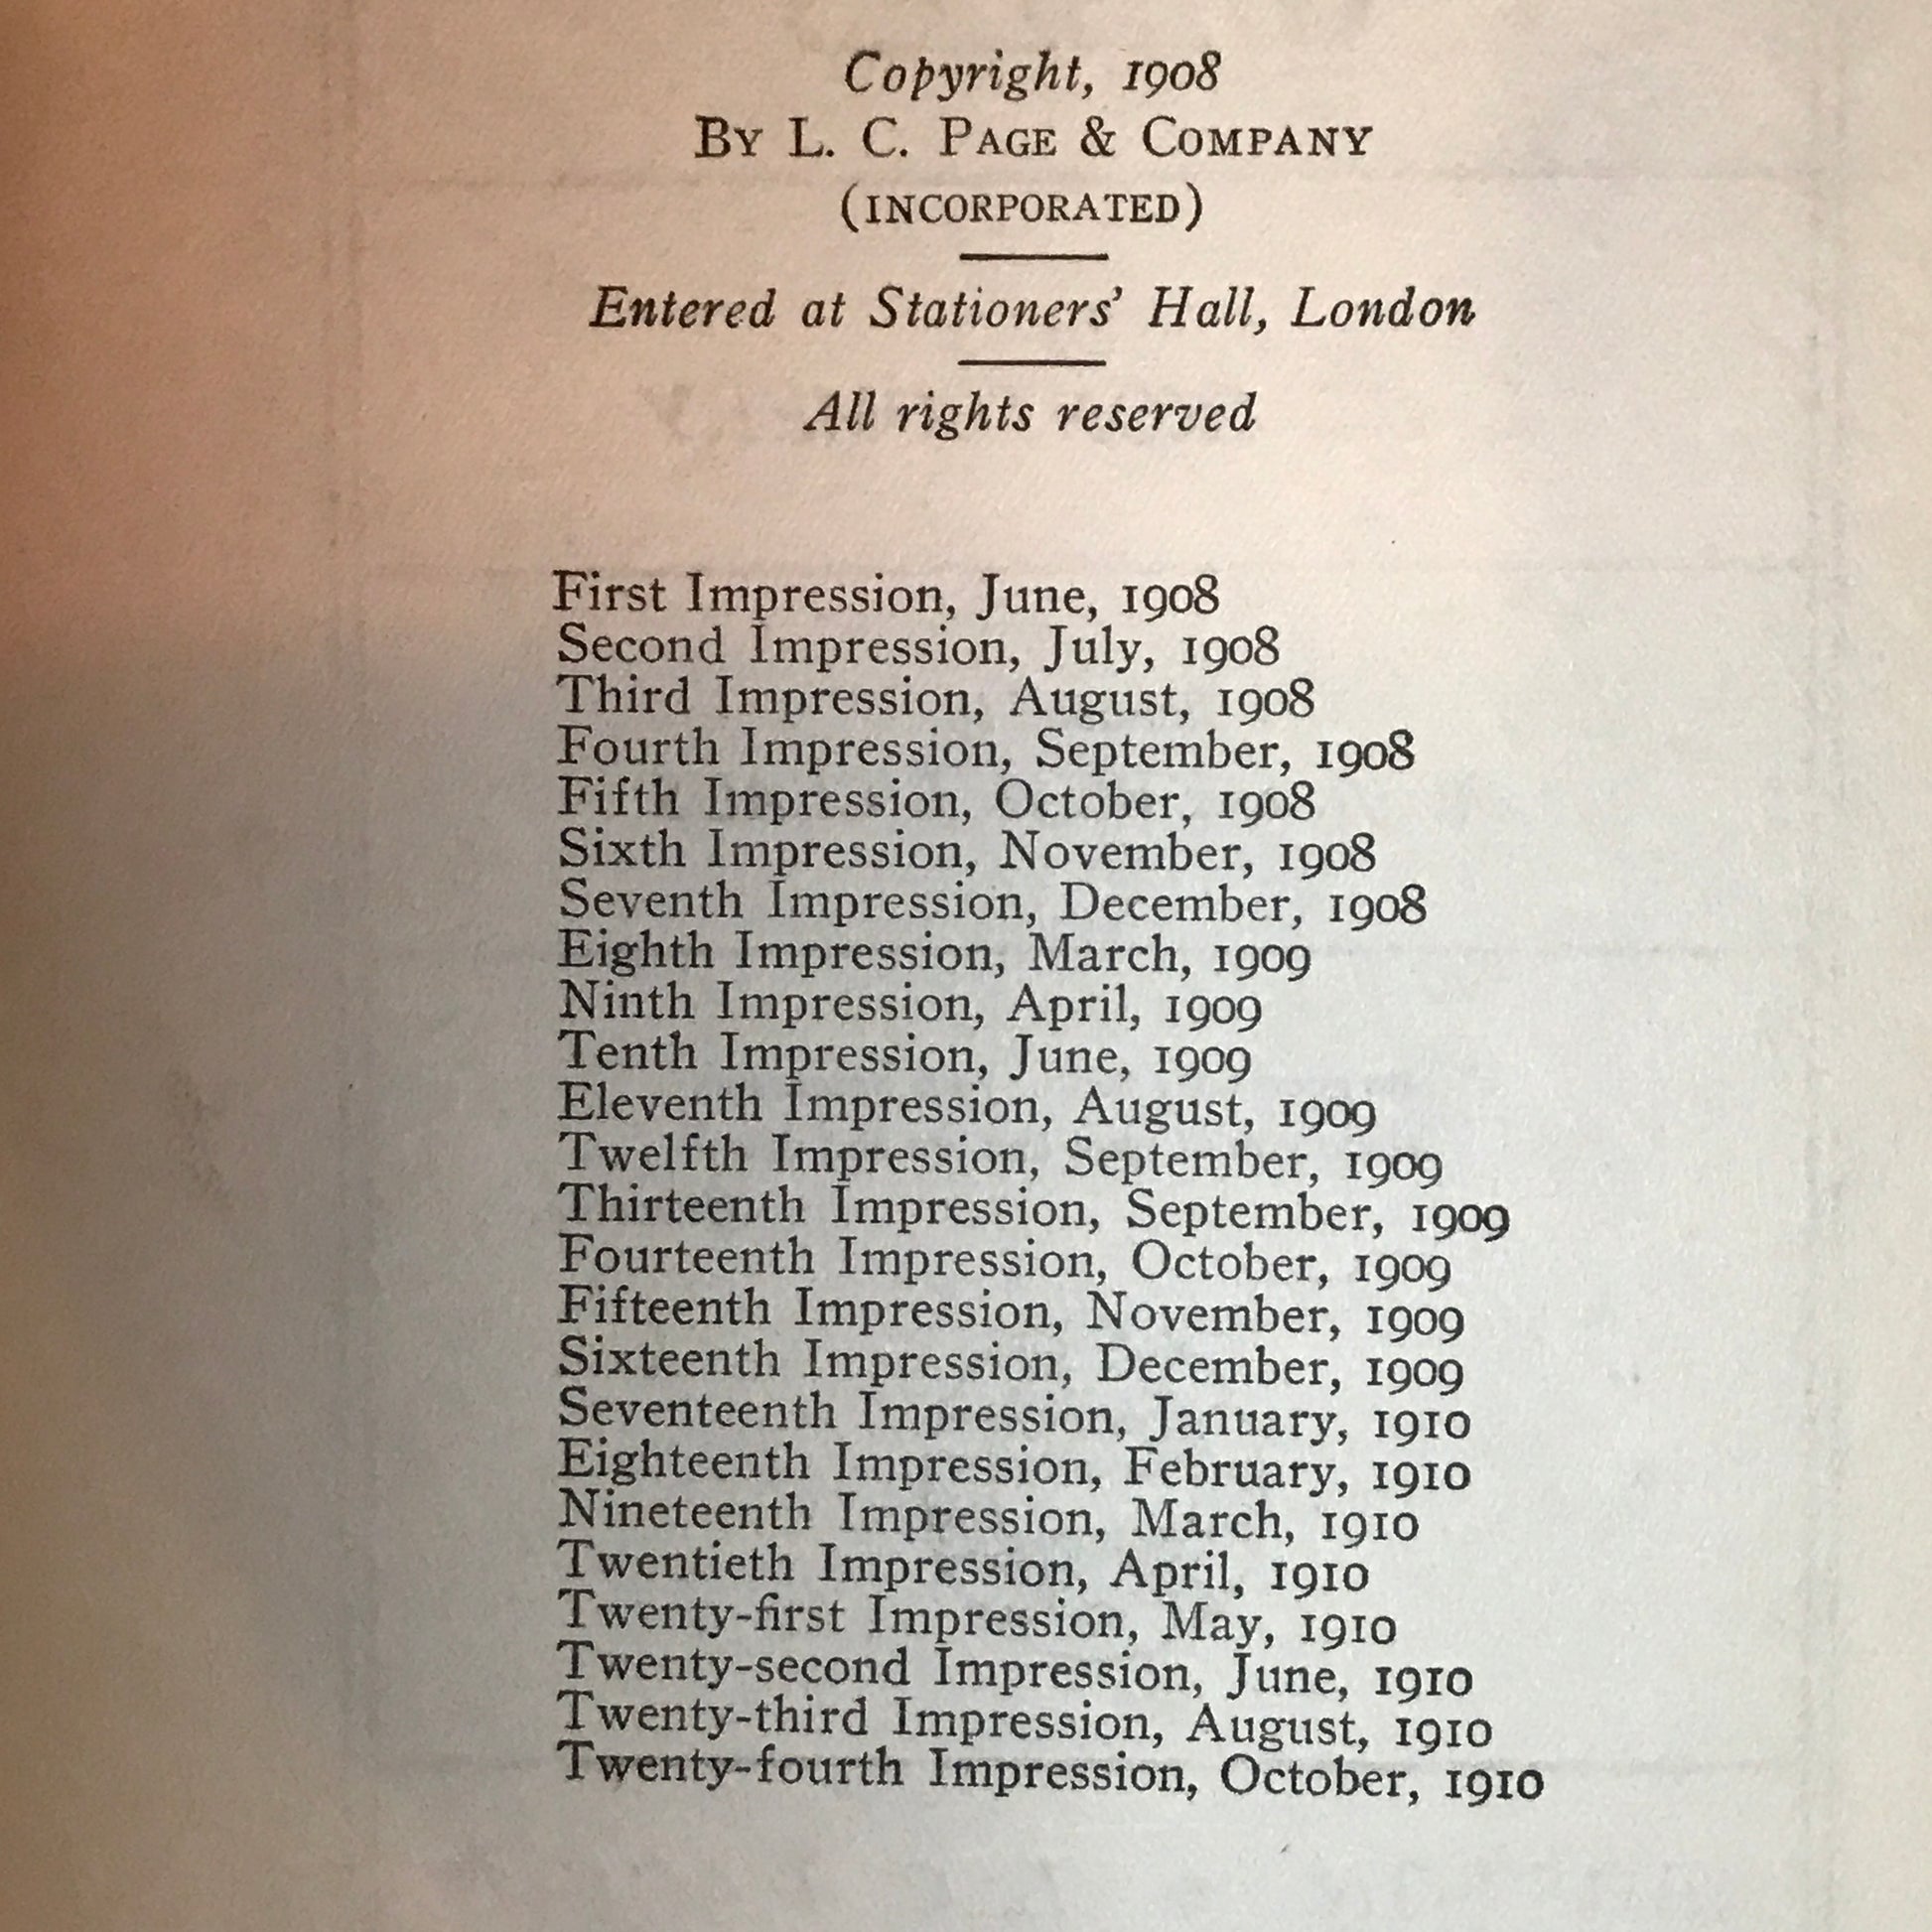 Copyright, 1908
By L. C. Page & Company
(INCORPORATED)
Entered at Stationers' Hall, London
All rights reserved
First Impression, June, 1908
Second Impression, July, 1908
Third Impression, August, 1908
Fourth Impression, September, 1908
Fifth Impression, October, 1908
Sixth Impression, November, 1908
Seventh Impression, December, 1908
Eighth Impression, March, 1909
Ninth Impression, April, 1909
Tenth Impression, June, 1909
Eleventh Impression, August, 1909
Twelfth Impression, September, 1909
Thirteenth Impression, September, 1909
Fourteenth Impression, October, 1909
Fifteenth Impression, November, 1909
Sixteenth Impression, December, 1909
Seventeenth Impression, January, 1910
Eighteenth Impression, February, 1910
Nineteenth Impression, March, 1910
Twentieth Impression, April, 1910
Twenty-first Impression, May, 1910
Twenty-second Impression, June, 1910
Twenty-third Impression, August, 1910
Twenty-fourth Impression, October, 1910